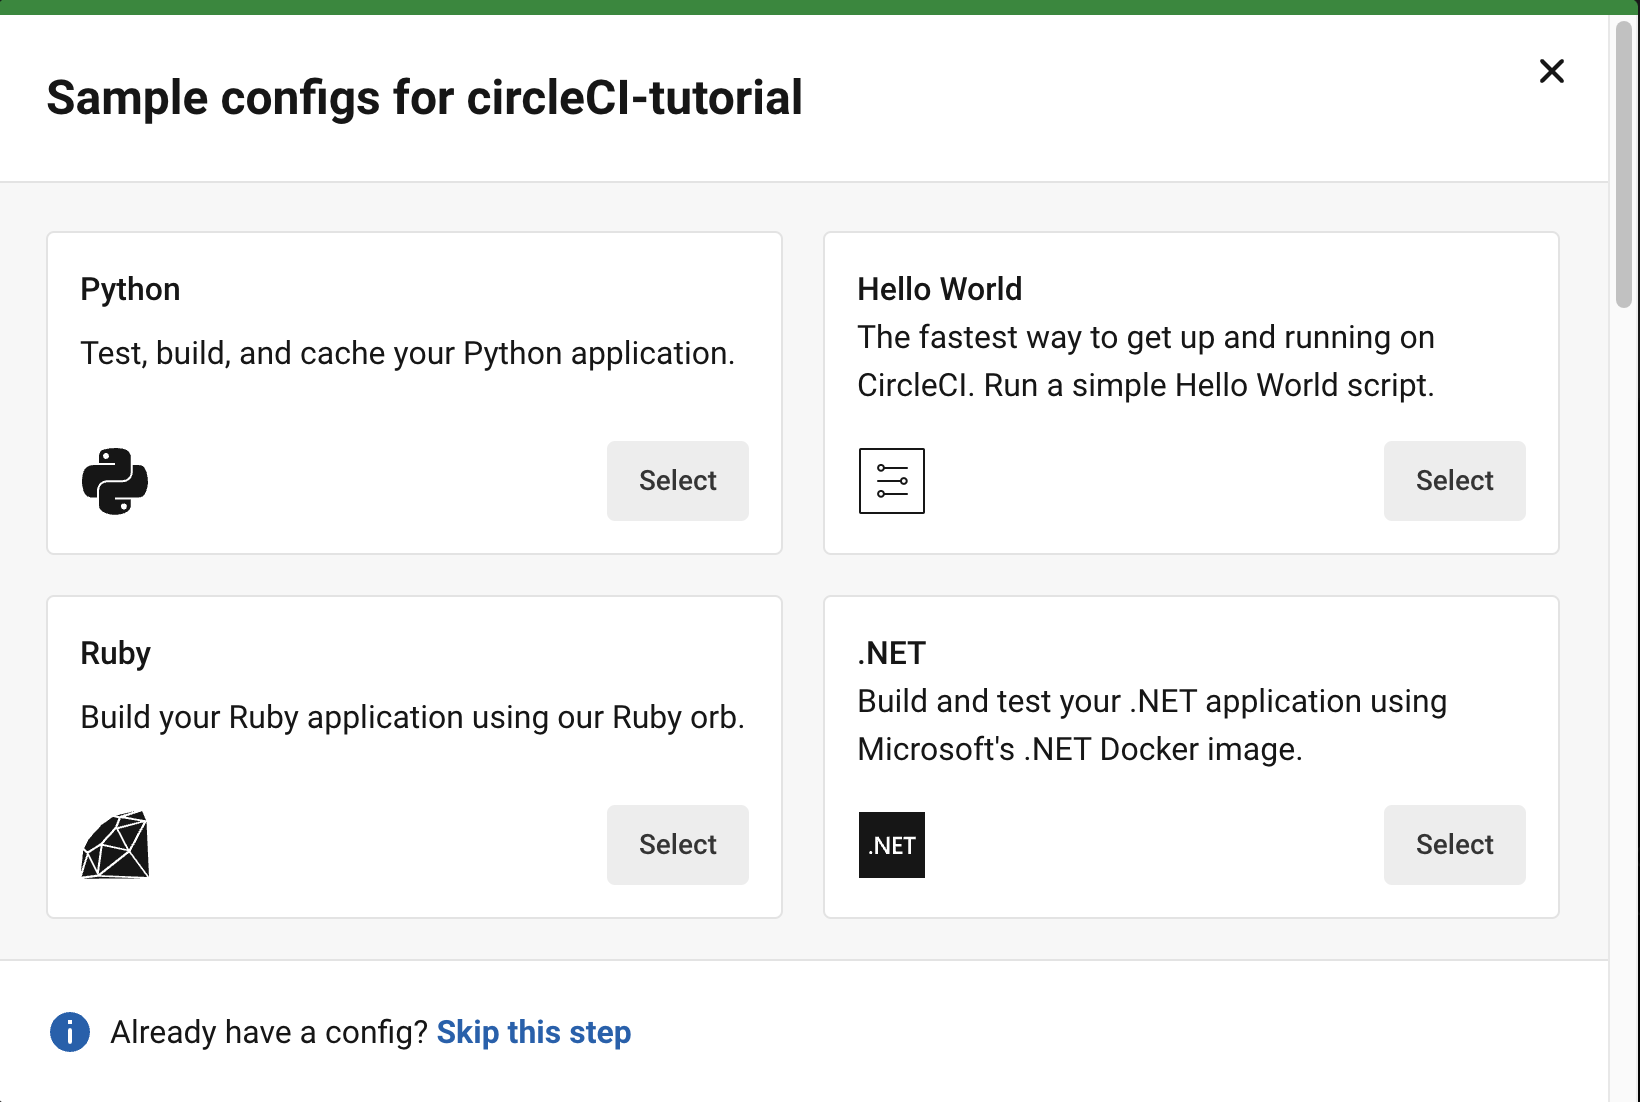 Sample configs for circleCI-tutorial
Python
Test, build, and cache your Python application.
Select
Hello World
The fastest way to get up and running on
CircleCI. Run a simple Hello World script.
Select
Ruby
Build your Ruby application using our Ruby orb.
Select
.NET
Build and test your .NET application using
Microsoft's .NET Docker image.
.NET
Select
Already have a config? Skip this step